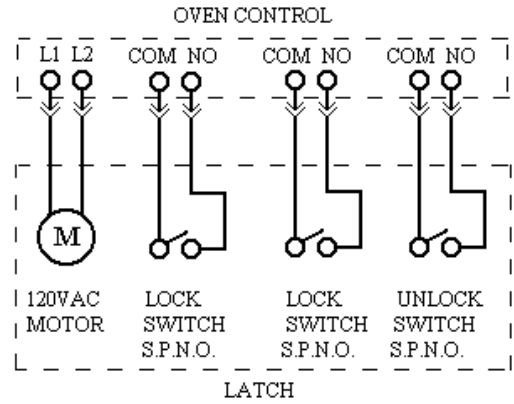 OVEN CONTROL
L1 L2 COM NO COM NO COM NO
M
120VAC LOCK LOCK UNLOCK
MOTOR SWITCH SWITCH SWITCH
S.P.N.O. S.P.N.O. S.P.N.O.
LATCH